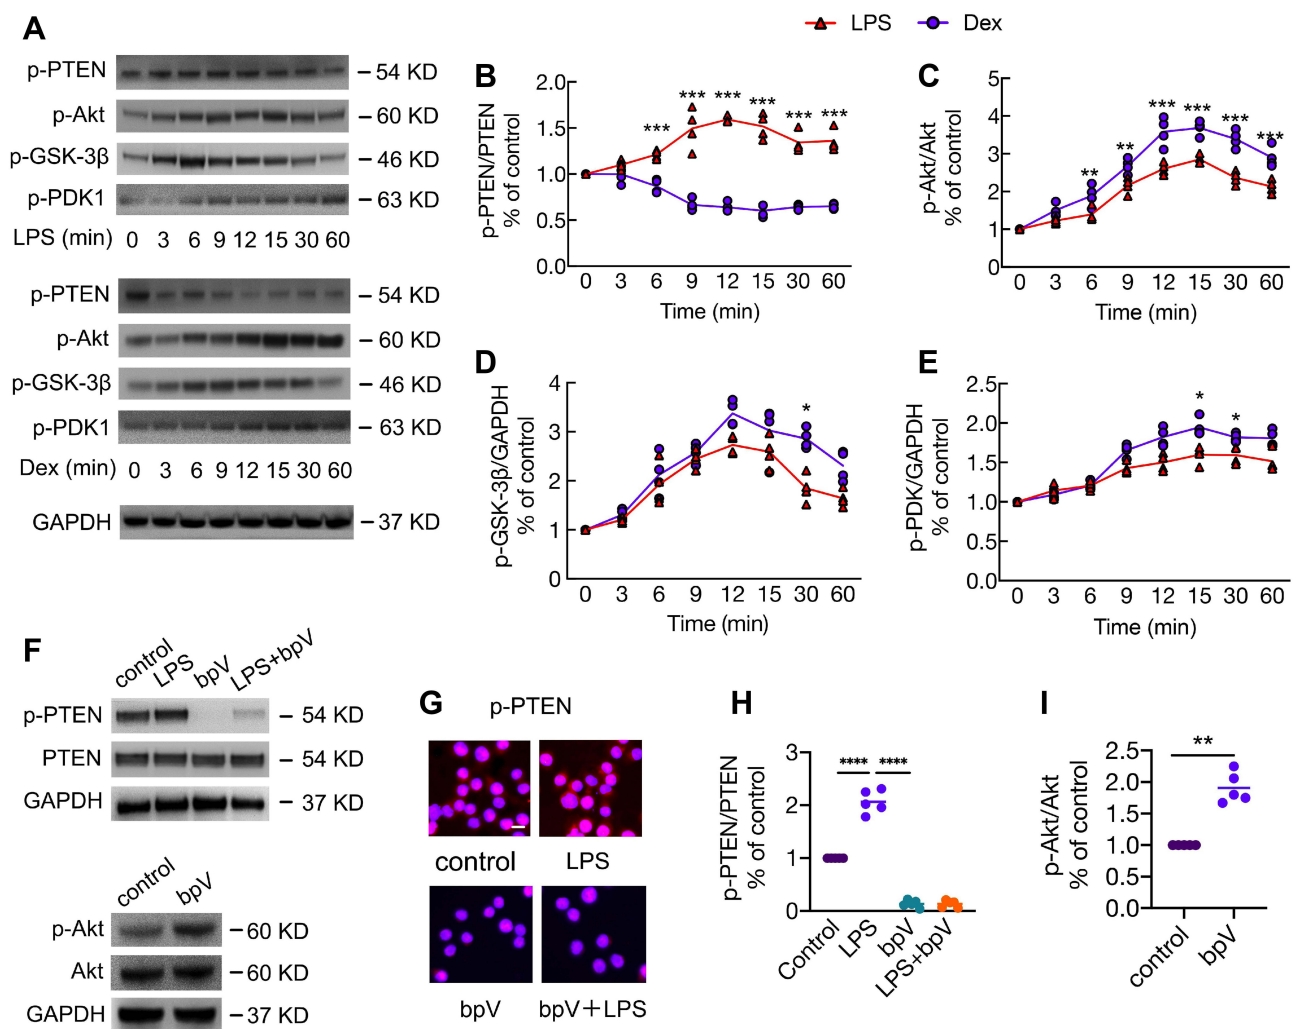 LPS Dex
A
p-PTEN – 54 KD
p-Akt – 60 KD
p-GSK-3β – 46 KD
p-PDK1 – 63 KD
LPS (min) 0 3 6 9 12 15 30 60
p-PTEN – 54 KD
p-Akt – 60 KD
p-GSK-3β – 46 KD
p-PDK1 – 63 KD
Dex (min) 0 3 6 9 12 15 30 60
GAPDH – 37 KD
B
p-PTEN/PTEN
% of control
2.0
1.5
1.0
0.5
0.0
*** *** *** *** *** ***
0 3 6 9 12 15 30 60
Time (min)
C
p-Akt/Akt
% of control
5
4
3
2
1
0
** ** *** *** *** ***
0 3 6 9 12 15 30 60
Time (min)
D
p-GSK-3β/GAPDH
% of control
4
3
2
1
0
*
0 3 6 9 12 15 30 60
Time (min)
E
p-PDK/GAPDH
% of control
2.5
2.0
1.5
1.0
0.5
0.0
* *
0 3 6 9 12 15 30 60
Time (min)
F
control LPS bpV LPS+bpV
p-PTEN – 54 KD
PTEN – 54 KD
GAPDH – 37 KD
control bpV
p-Akt – 60 KD
Akt – 60 KD
GAPDH – 37 KD
G
p-PTEN
control LPS
bpV bpV+LPS
H
p-PTEN/PTEN
% of control
3
2
1
0
**** ****
Control LPS bpV LPS+bpV
I
p-Akt/Akt
% of control
2.5
2.0
1.5
1.0
0.5
0.0
**
control bpV